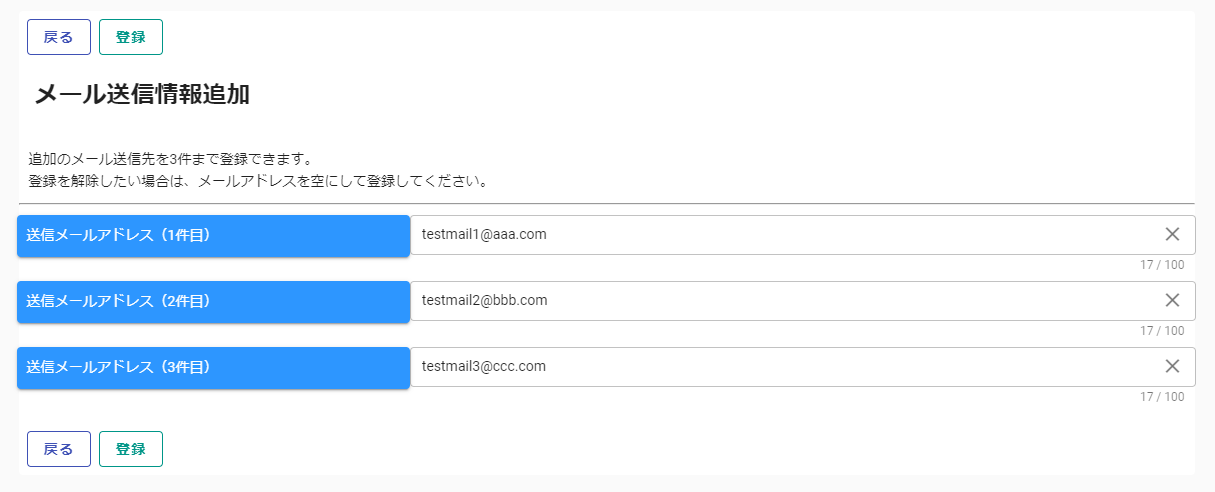 戻る 登録
メール送信情報追加
追加のメール送信先を3件まで登録できます。
登録を解除したい場合は、メールアドレスを空にして登録してください。
送信メールアドレス（1件目） testmail1@aaa.com
17 / 100
送信メールアドレス（2件目） testmail2@bbb.com
17 / 100
送信メールアドレス（3件目） testmail3@ccc.com
17 / 100
戻る 登録